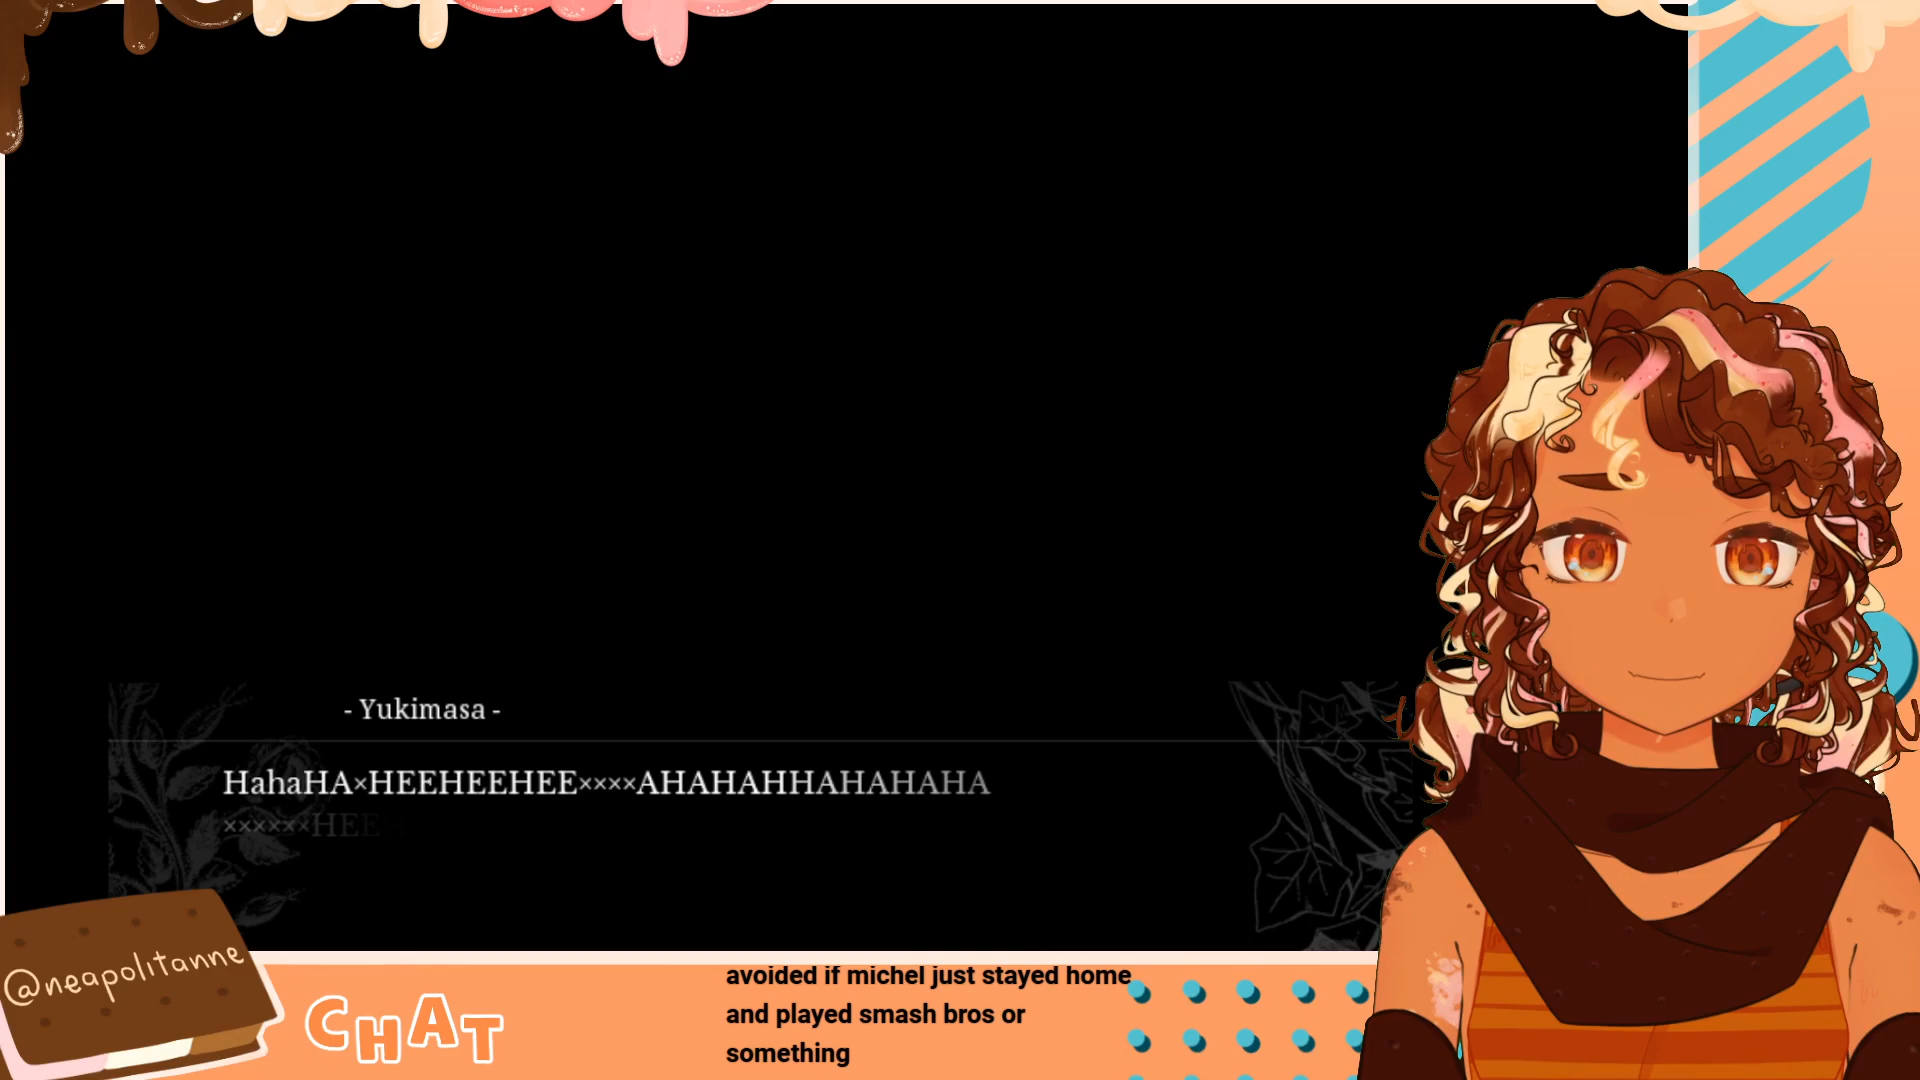 - Yukimasa -
HahaHA×HEEHEEHEE××××AHAHAHHAHAHAHA
××××××HEE
@neapolitanne
CHAT
avoided if michel just stayed home
and played smash bros or
something